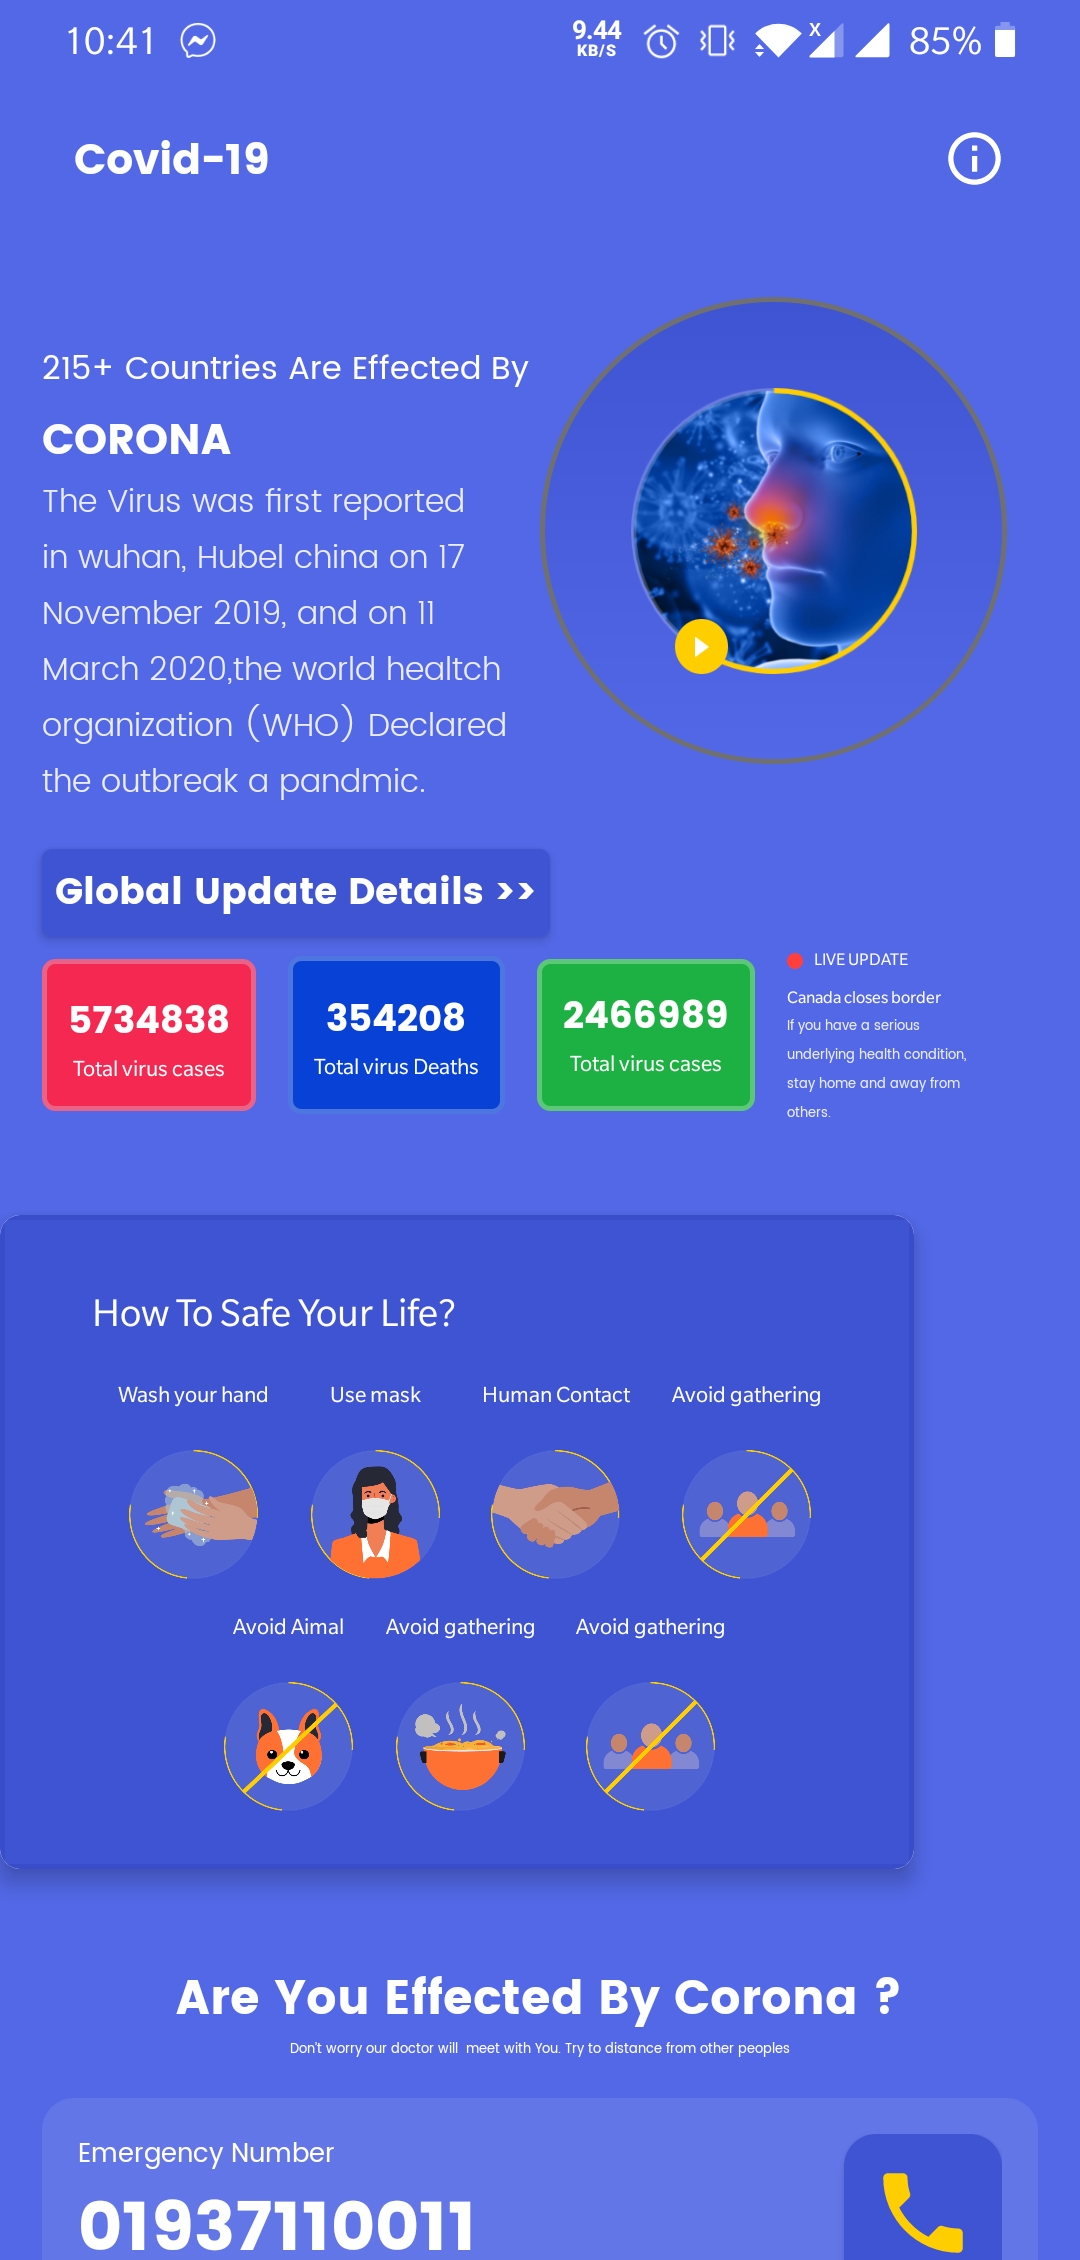 10:41
9.44
KB/S
X
85%
Covid-19
215+ Countries Are Effected By
CORONA
The Virus was first reported
in wuhan, Hubel china on 17
November 2019, and on 11
March 2020,the world healtch
organization (WHO) Declared
the outbreak a pandmic.
Global Update Details >>
5734838
Total virus cases
354208
Total virus Deaths
2466989
Total virus cases
LIVE UPDATE
Canada closes border
If you have a serious
underlying health condition,
stay home and away from
others.
How To Safe Your Life?
Wash your hand
Use mask
Human Contact
Avoid gathering
Avoid Aimal
Avoid gathering
Avoid gathering
Are You Effected By Corona ?
Don't worry our doctor will  meet with You. Try to distance from other peoples
Emergency Number
01937110011